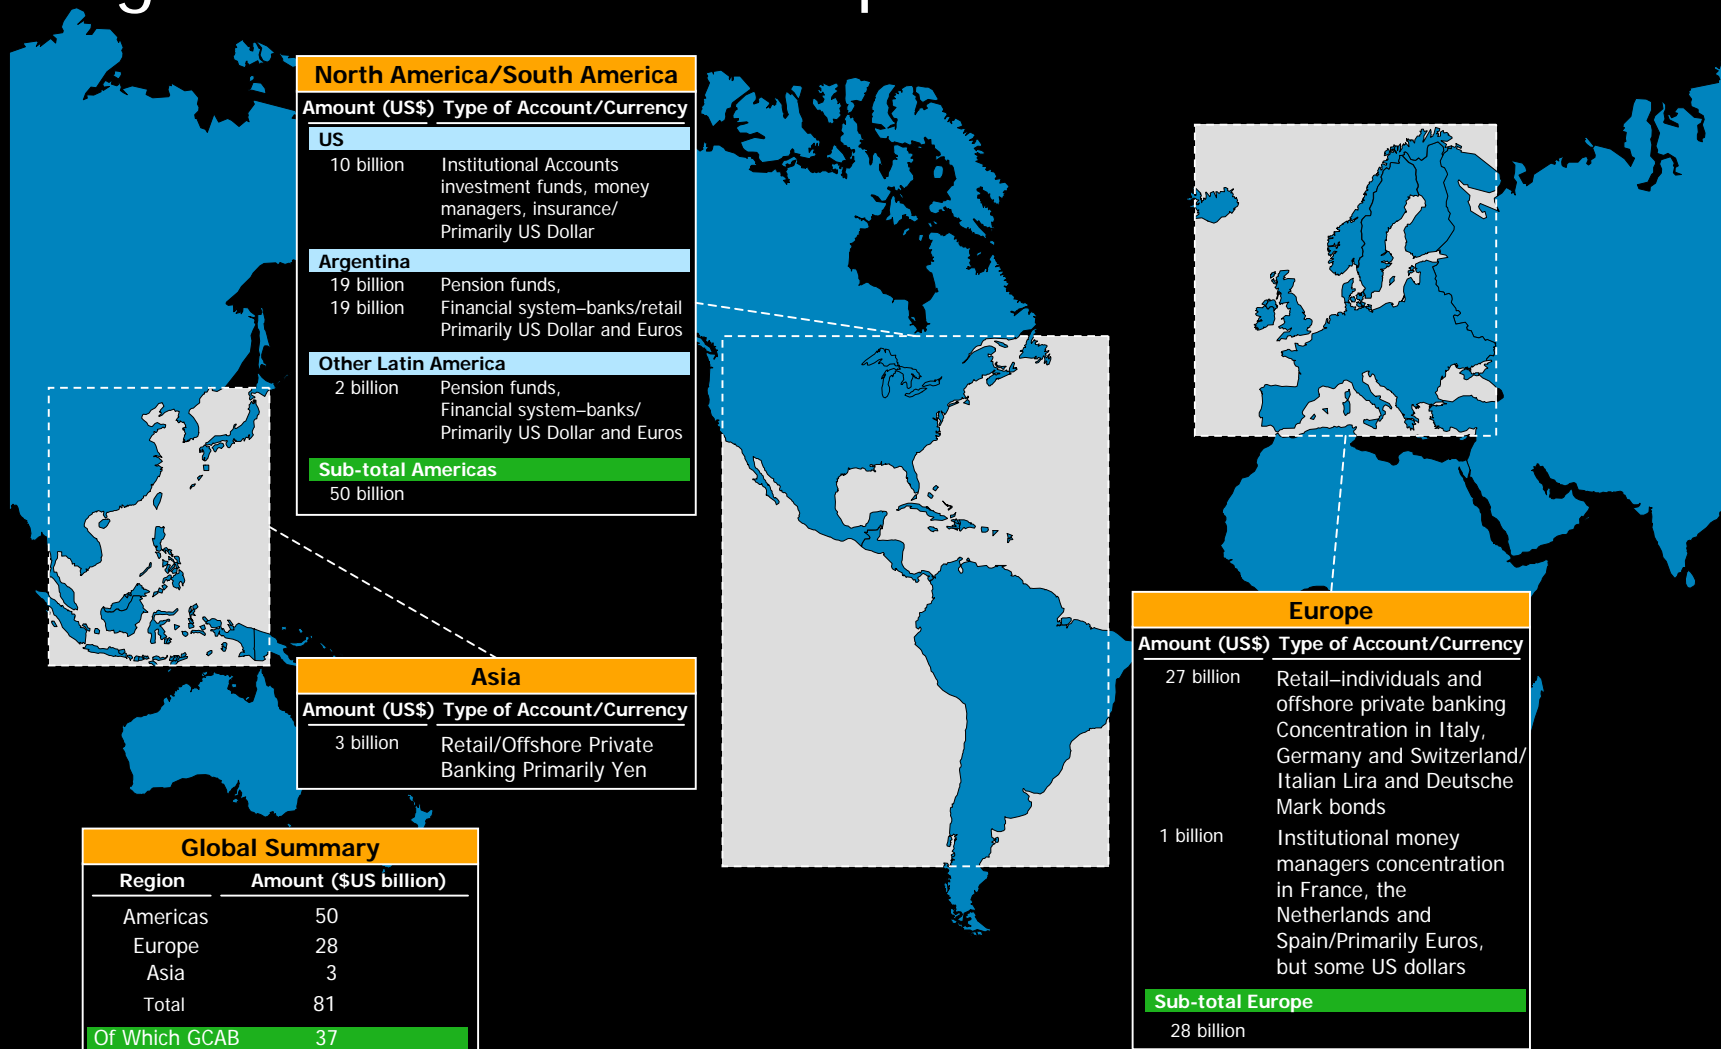 North America/South America
Amount (US$) Type of Account/Currency
US
10 billion Institutional Accounts
investment funds, money
managers, insurance/
Primarily US Dollar
Argentina
19 billion Pension funds,
19 billion Financial system–banks/retail
Primarily US Dollar and Euros
Other Latin America
2 billion Pension funds,
Financial system–banks/
Primarily US Dollar and Euros
Sub-total Americas
50 billion
Asia
Amount (US$) Type of Account/Currency
3 billion Retail/Offshore Private
Banking Primarily Yen
Global Summary
Region Amount ($US billion)
Americas 50
Europe 28
Asia 3
Total 81
Of Which GCAB 37
Europe
Amount (US$) Type of Account/Currency
27 billion Retail–individuals and
offshore private banking
Concentration in Italy,
Germany and Switzerland/
Italian Lira and Deutsche
Mark bonds
1 billion Institutional money
managers concentration
in France, the
Netherlands and
Spain/Primarily Euros,
but some US dollars
Sub-total Europe
28 billion